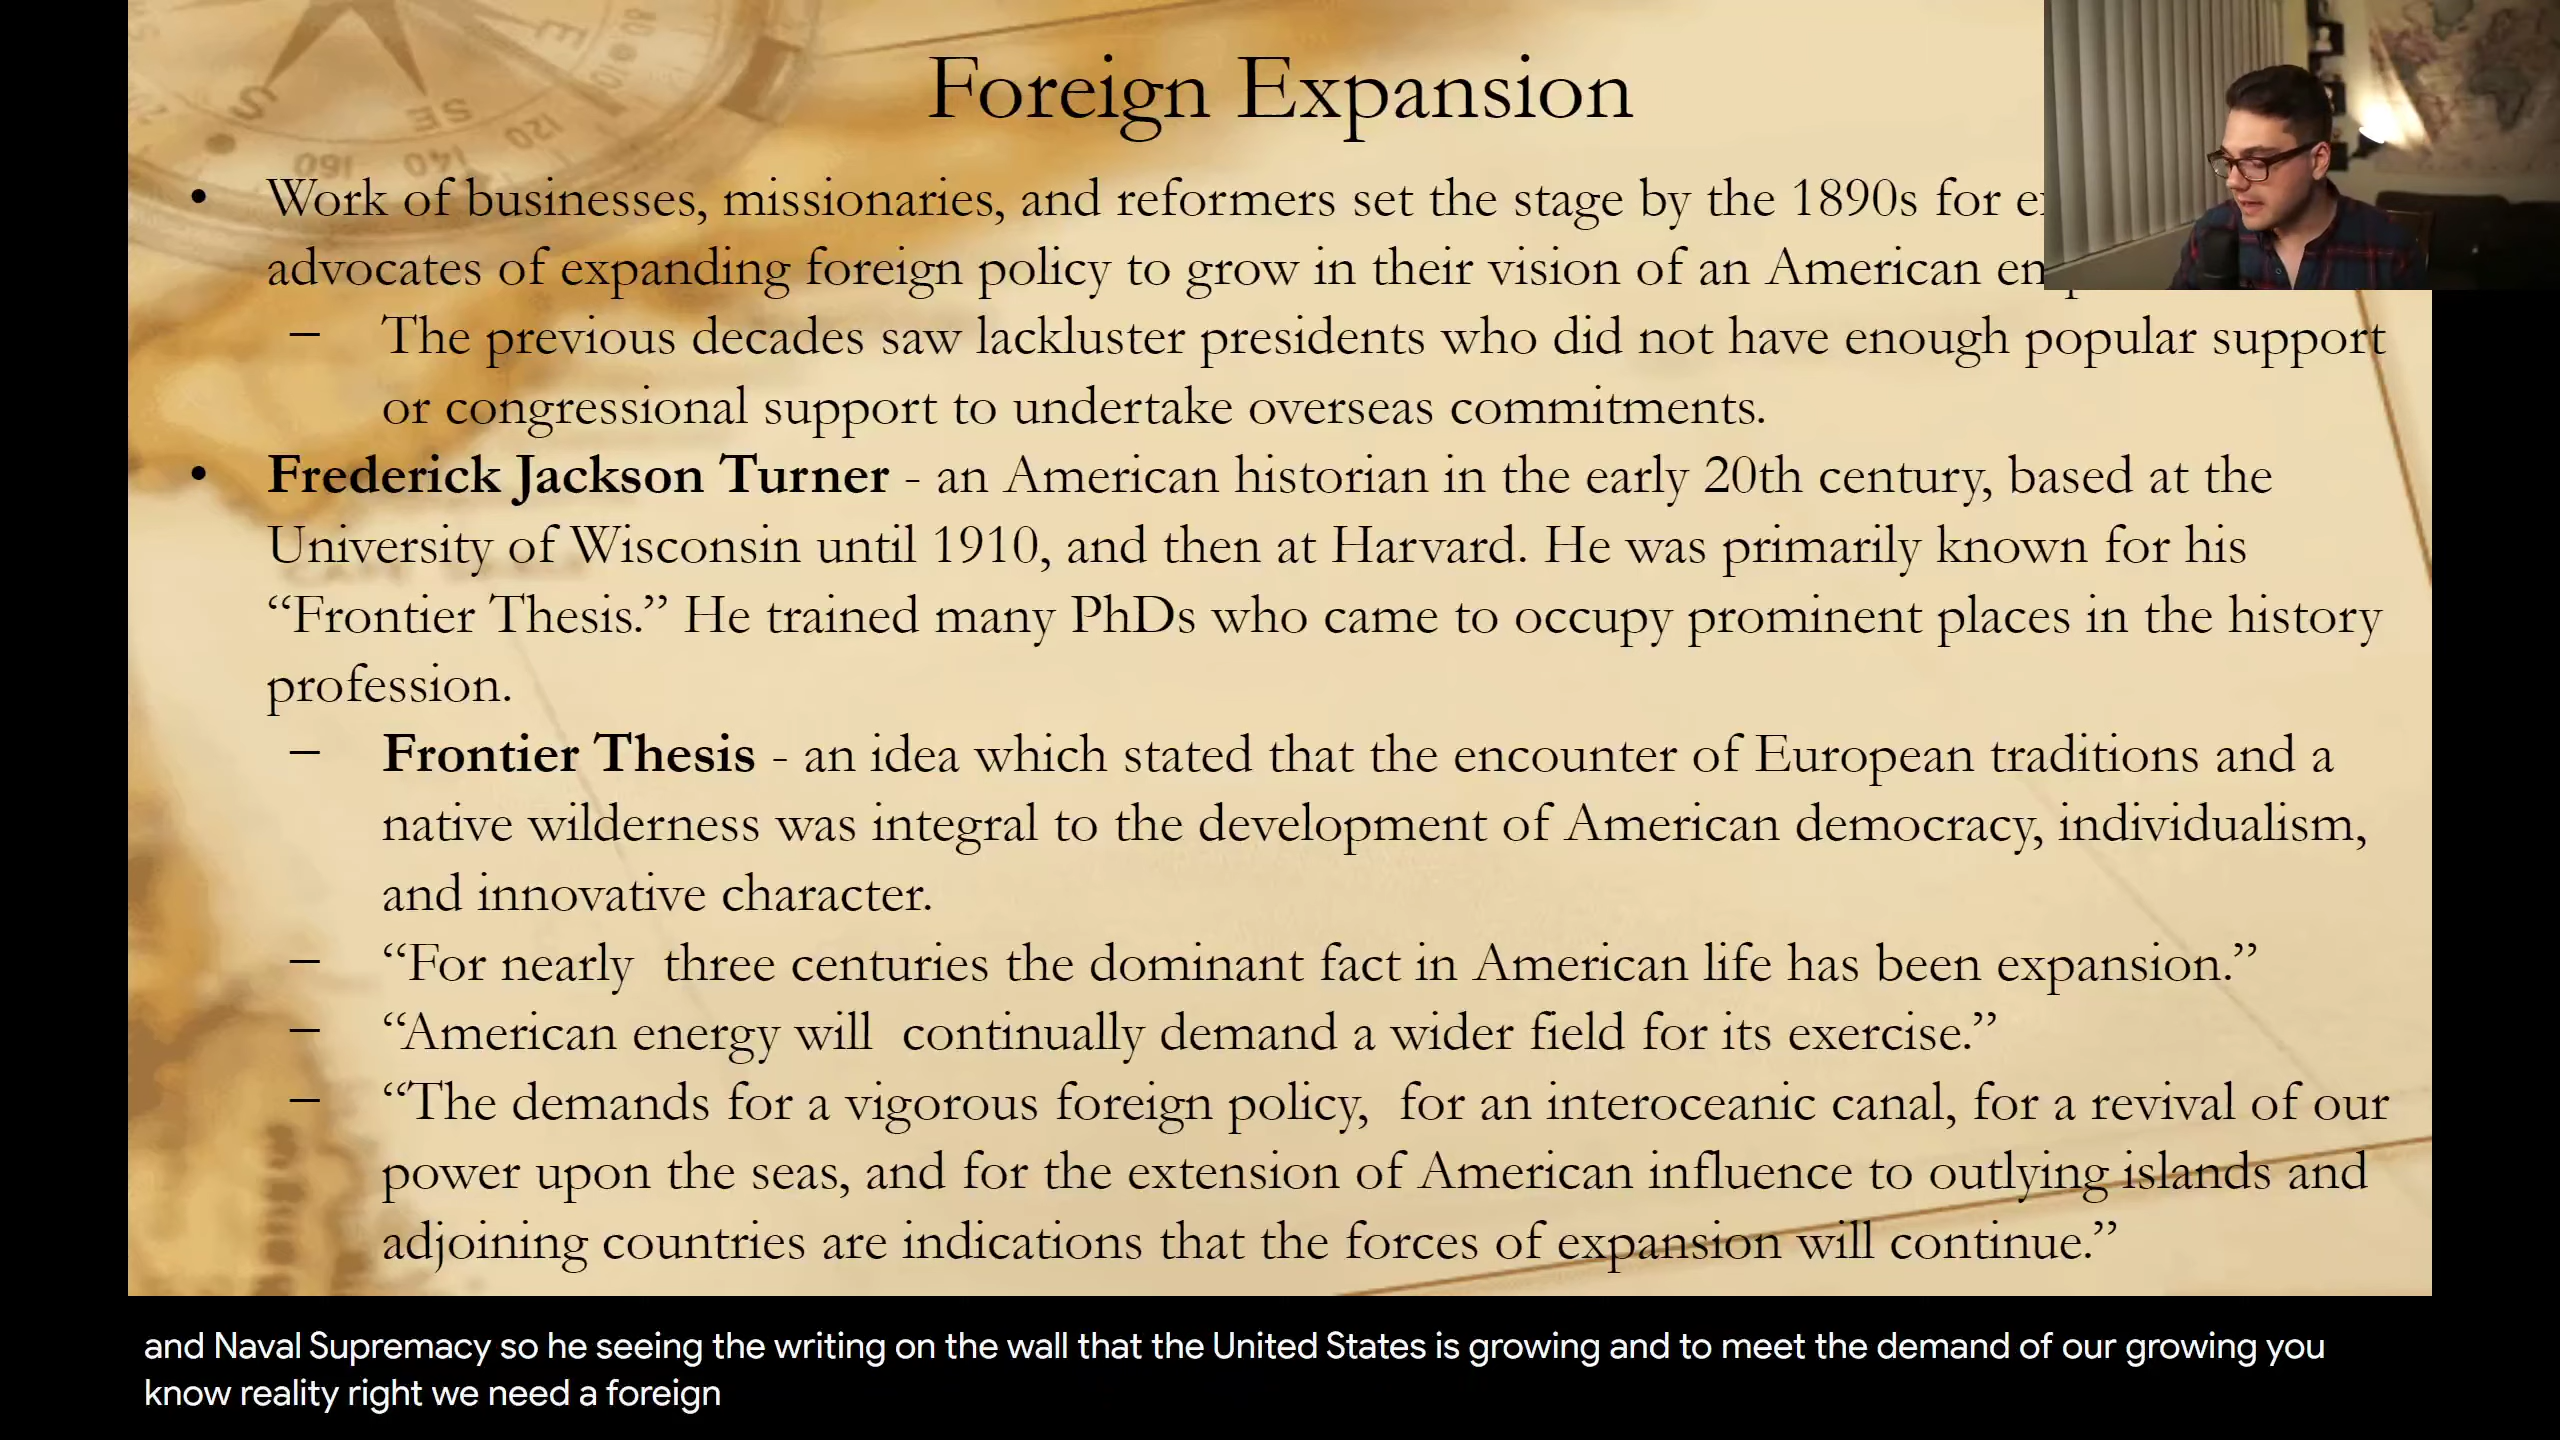 Foreign Expansion
• Work of businesses, missionaries, and reformers set the stage by the 1890s for
advocates of expanding foreign policy to grow in their vision of an American
– The previous decades saw lackluster presidents who did not have enough popular support
or congressional support to undertake overseas commitments.
• Frederick Jackson Turner - an American historian in the early 20th century, based at the
University of Wisconsin until 1910, and then at Harvard. He was primarily known for his
“Frontier Thesis.” He trained many PhDs who came to occupy prominent places in the history
profession.
– Frontier Thesis - an idea which stated that the encounter of European traditions and a
native wilderness was integral to the development of American democracy, individualism,
and innovative character.
– “For nearly three centuries the dominant fact in American life has been expansion.”
– “American energy will continually demand a wider field for its exercise.”
– “The demands for a vigorous foreign policy, for an interoceanic canal, for a revival of our
power upon the seas, and for the extension of American influence to outlying islands and
adjoining countries are indications that the forces of expansion will continue.”
S
SE
E
160
140
120
and Naval Supremacy so he seeing the writing on the wall that the United States is growing and to meet the demand of our growing you
know reality right we need a foreign